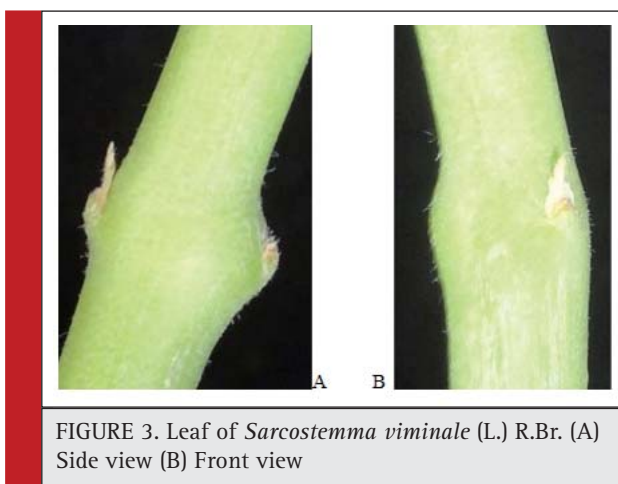 A B
FIGURE 3. Leaf of Sarcostemma viminale (L.) R.Br. (A)
Side view (B) Front view